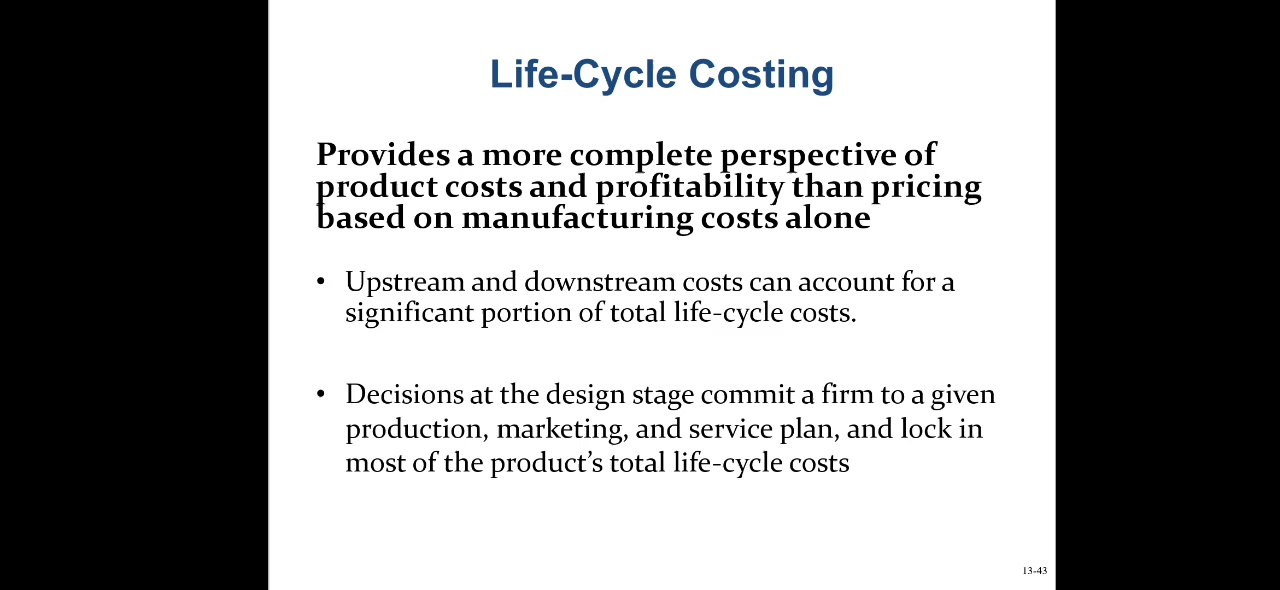 Life-Cycle Costing
Provides a more complete perspective of
product costs and profitability than pricing
based on manufacturing costs alone
• Upstream and downstream costs can account for a
significant portion of total life-cycle costs.
• Decisions at the design stage commit a firm to a given
production, marketing, and service plan, and lock in
most of the product's total life-cycle costs
13-43